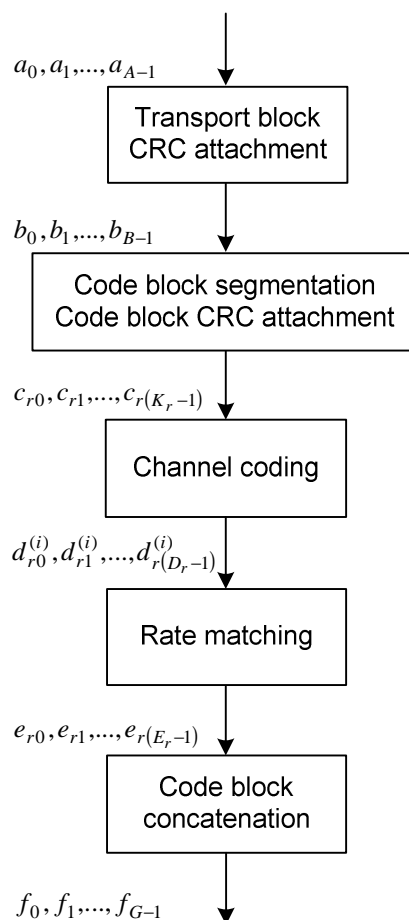 a_0, a_1, ..., a_{A-1}
Transport block
CRC attachment
b_0, b_1, ..., b_{B-1}
Code block segmentation
Code block CRC attachment
c_{r0}, c_{r1}, ..., c_{r(K_r-1)}
Channel coding
d_{r0}^{(i)}, d_{r1}^{(i)}, ..., d_{r(D_r-1)}^{(i)}
Rate matching
e_{r0}, e_{r1}, ..., e_{r(E_r-1)}
Code block
concatenation
f_0, f_1, ..., f_{G-1}